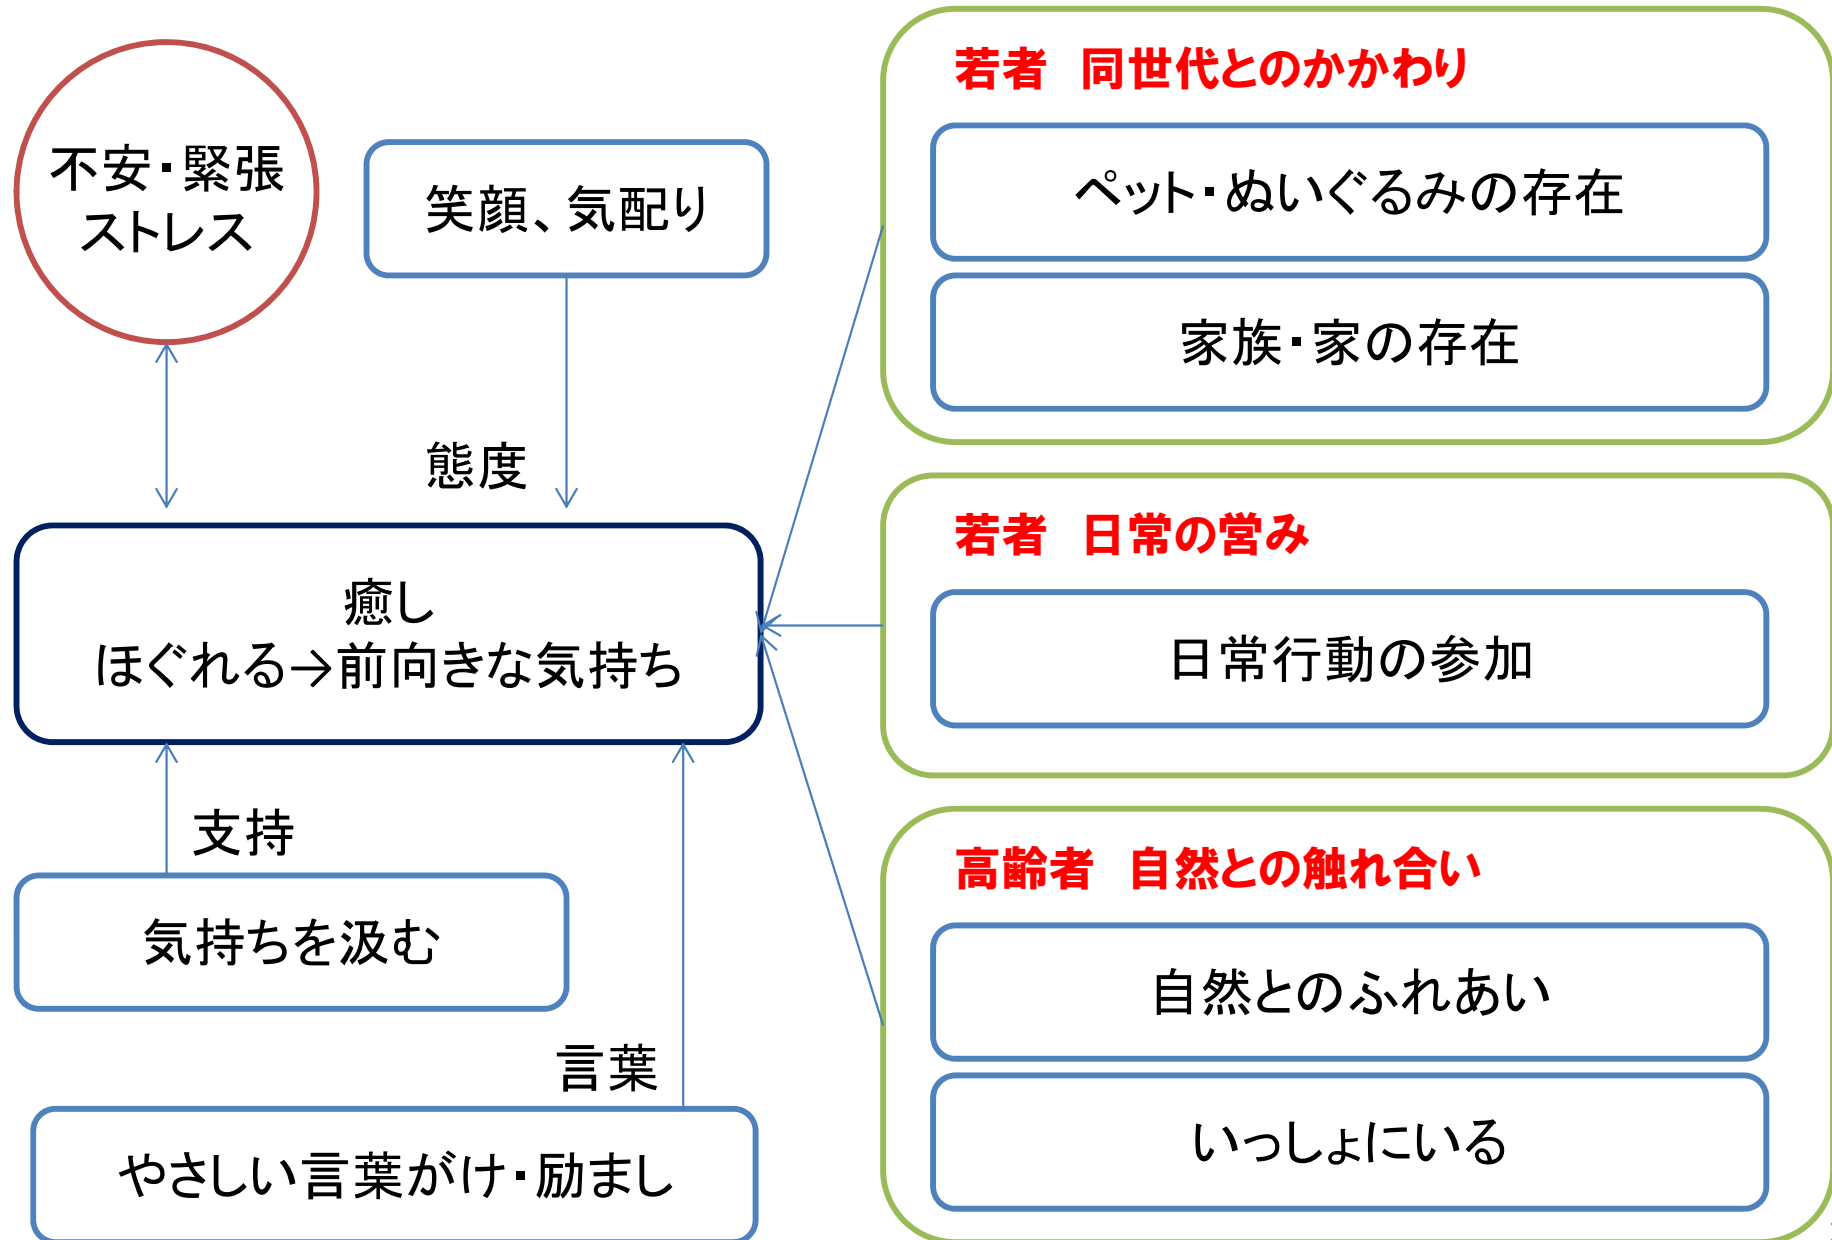 不安・緊張
ストレス
笑顔、気配り
態度
癒し
ほぐれる→前向きな気持ち
支持
気持ちを汲む
言葉
やさしい言葉がけ・励まし
若者　同世代とのかかわり
ペット・ぬいぐるみの存在
家族・家の存在
若者　日常の営み
日常行動の参加
高齢者　自然との触れ合い
自然とのふれあい
いっしょにいる